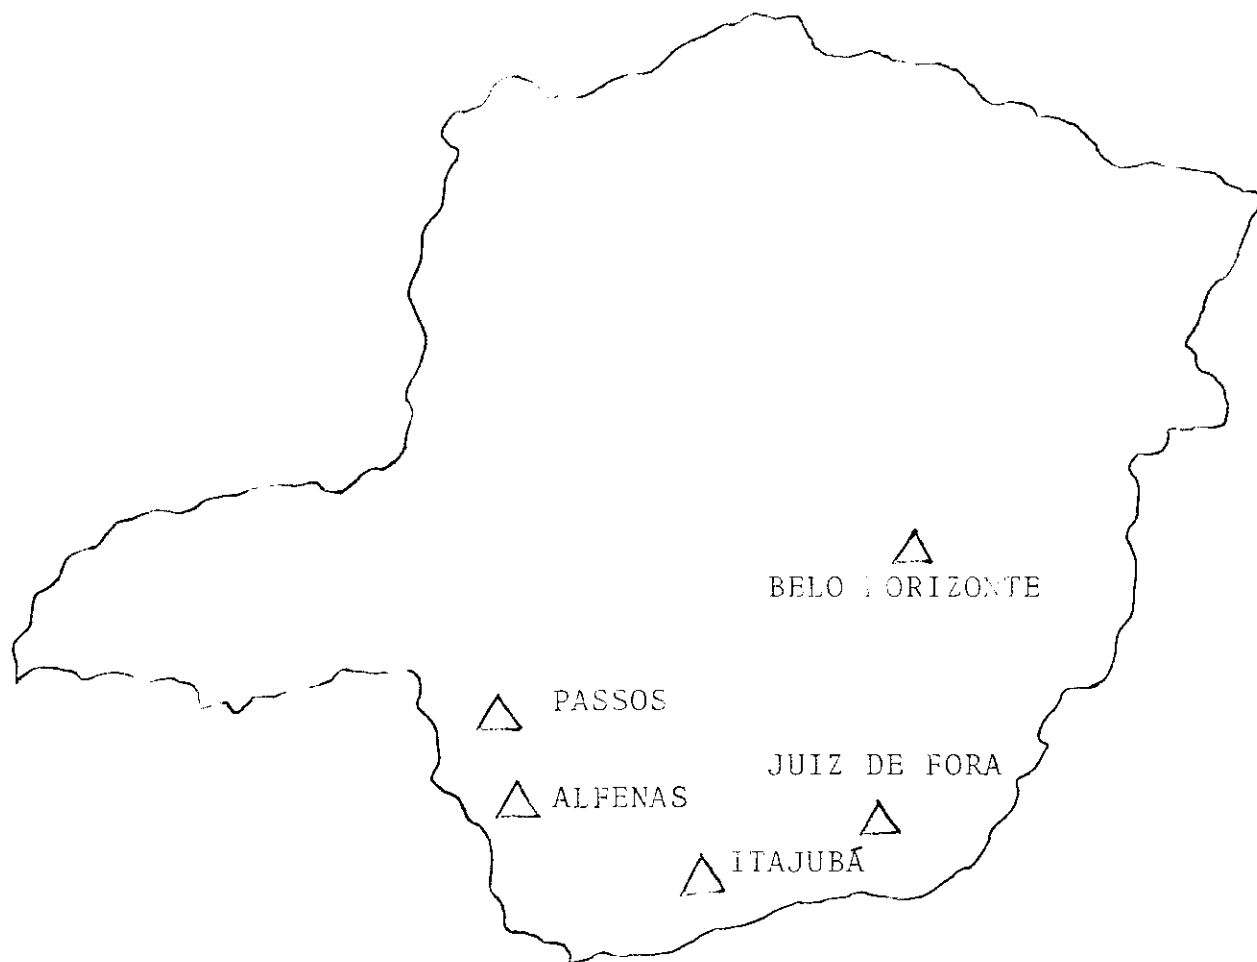 BELO HORIZONTE
PASSOS
JUIZ DE FORA
ALFENAS
ITAJUBÁ